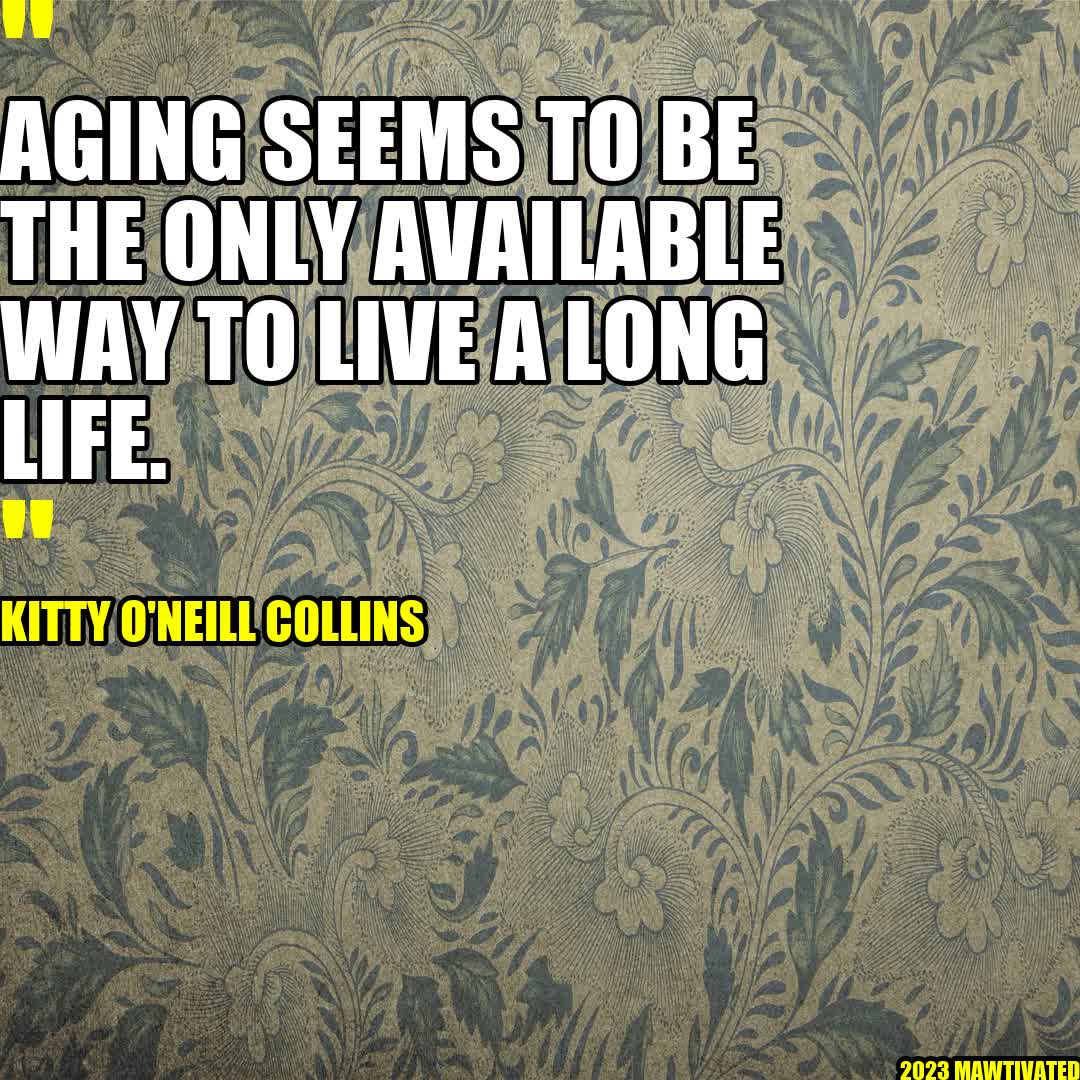 "
AGING SEEMS TO BE
THE ONLY AVAILABLE
WAY TO LIVE A LONG
LIFE.
"
KITTY O'NEILL COLLINS
2023 MAWTIVATED